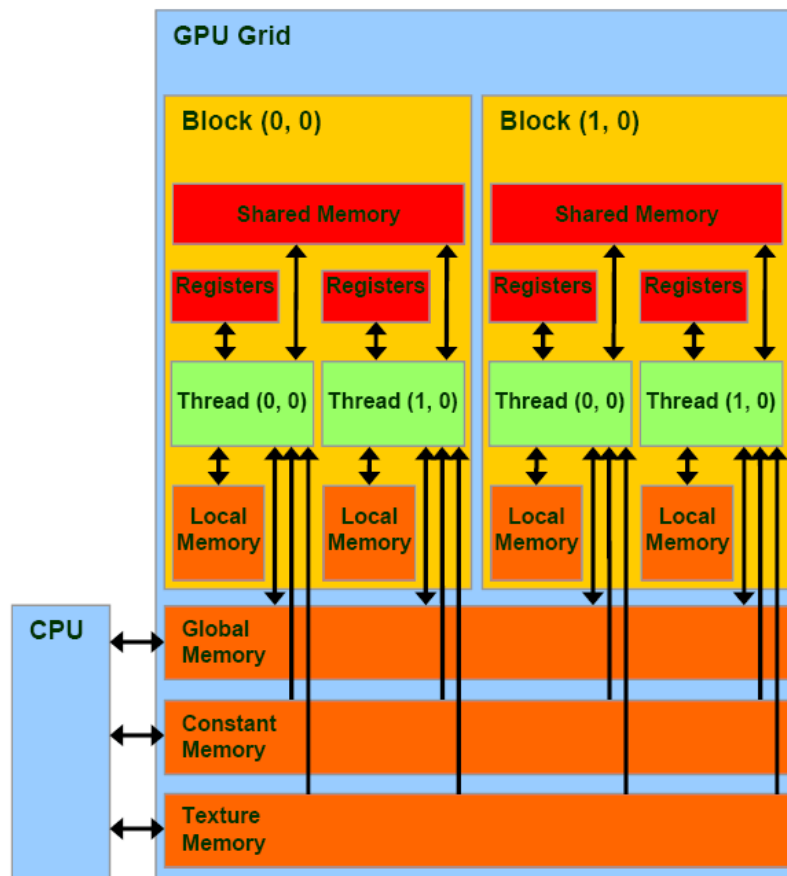 GPU Grid
Block (0, 0)
Block (1, 0)
Shared Memory
Shared Memory
Registers
Registers
Registers
Registers
Thread (0, 0)
Thread (1, 0)
Thread (0, 0)
Thread (1, 0)
Local
Memory
Local
Memory
Local
Memory
Local
Memory
CPU
Global
Memory
Constant
Memory
Texture
Memory